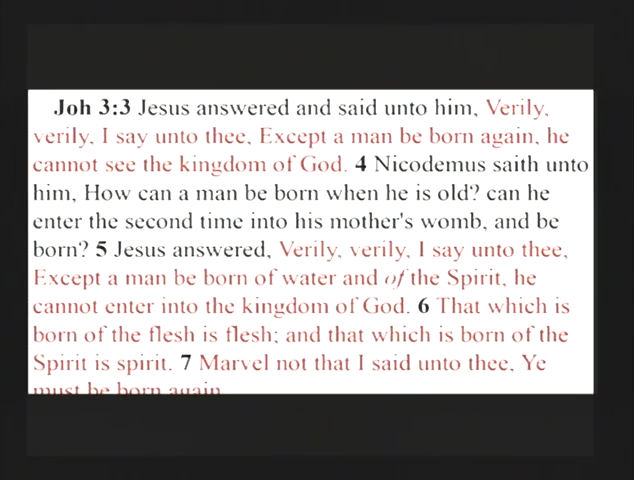 Joh 3:3 Jesus answered and said unto him, Verily,
verily, I say unto thee, Except a man be born again, he
cannot see the kingdom of God. 4 Nicodemus saith unto
him, How can a man be born when he is old? can he
enter the second time into his mother's womb, and be
born? 5 Jesus answered, Verily, verily, I say unto thee,
Except a man be born of water and of the Spirit, he
cannot enter into the kingdom of God. 6 That which is
born of the flesh is flesh; and that which is born of the
Spirit is spirit. 7 Marvel not that I said unto thee, Ye
must be born again